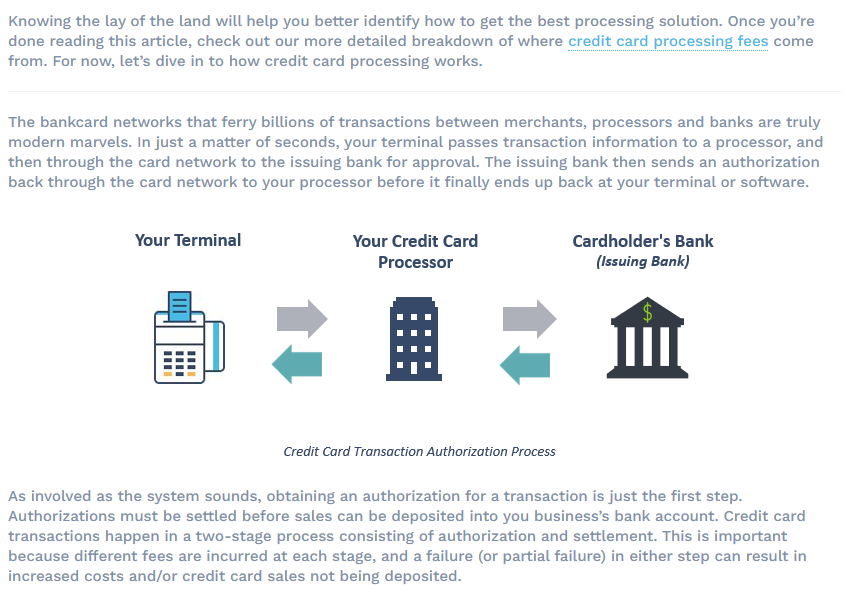 Knowing the lay of the land will help you better identify how to get the best processing solution. Once you're
done reading this article, check out our more detailed breakdown of where credit card processing fees come
from. For now, let's dive in to how credit card processing works.
The bankcard networks that ferry billions of transactions between merchants, processors and banks are truly
modern marvels. In just a matter of seconds, your terminal passes transaction information to a processor, and
then through the card network to the issuing bank for approval. The issuing bank then sends an authorization
back through the card network to your processor before it finally ends up back at your terminal or software.
Your Terminal
Your Credit Card
Processor
Cardholder's Bank
(Issuing Bank)
$
Credit Card Transaction Authorization Process
As involved as the system sounds, obtaining an authorization for a transaction is just the first step.
Authorizations must be settled before sales can be deposited into you business's bank account. Credit card
transactions happen in a two-stage process consisting of authorization and settlement. This is important
because different fees are incurred at each stage, and a failure (or partial failure) in either step can result in
increased costs and/or credit card sales not being deposited.